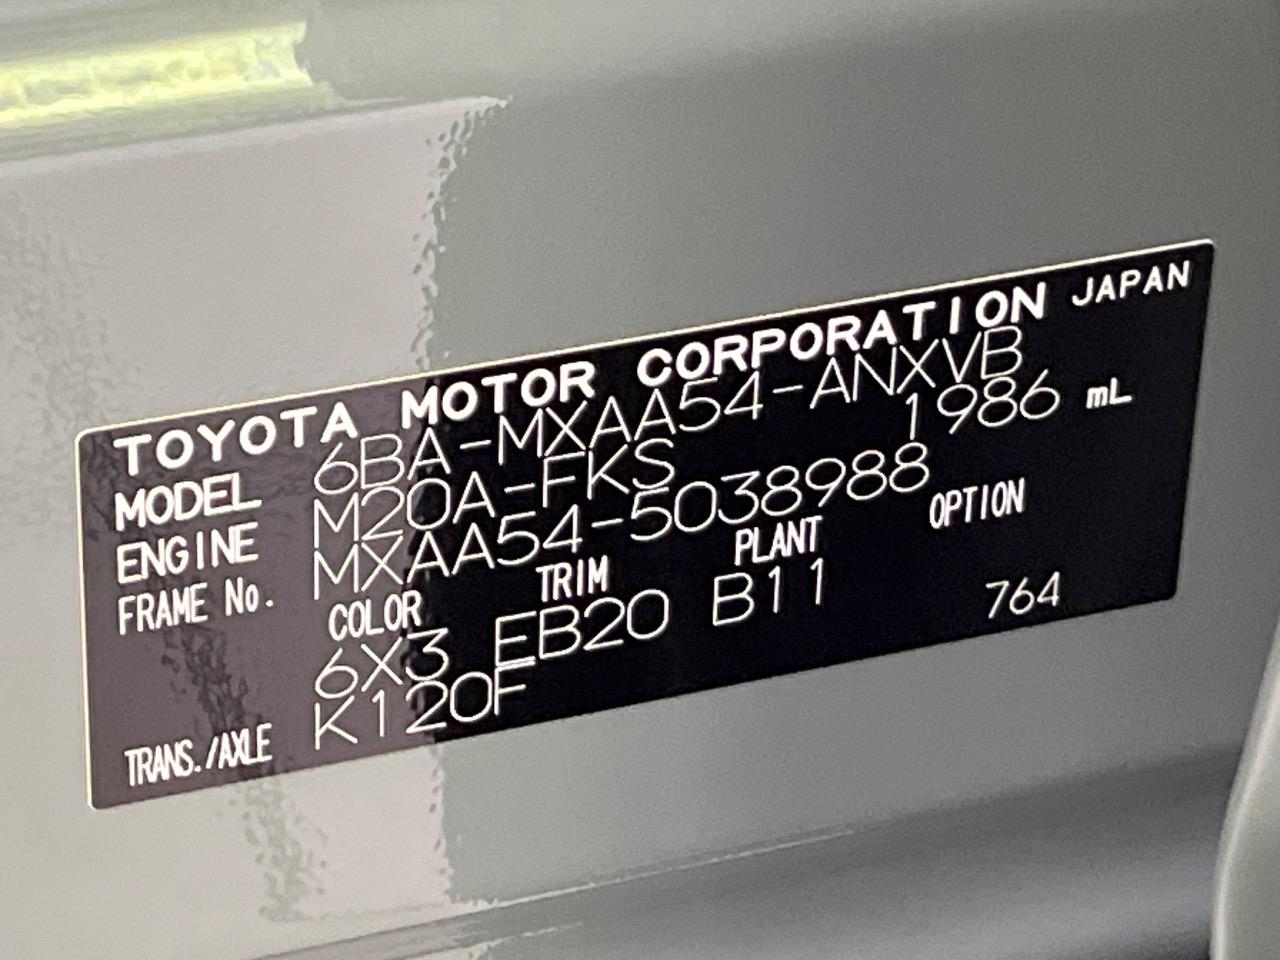 TOYOTA MOTOR CORPORATION JAPAN
MODEL 6BA-MXAA54-ANXVB
ENGINE M20A-FKS 1986 mL
FRAME No. MXAA54-5038988
COLOR TRIM PLANT OPTION
6X3 EB20 B11 764
TRANS./AXLE K120F